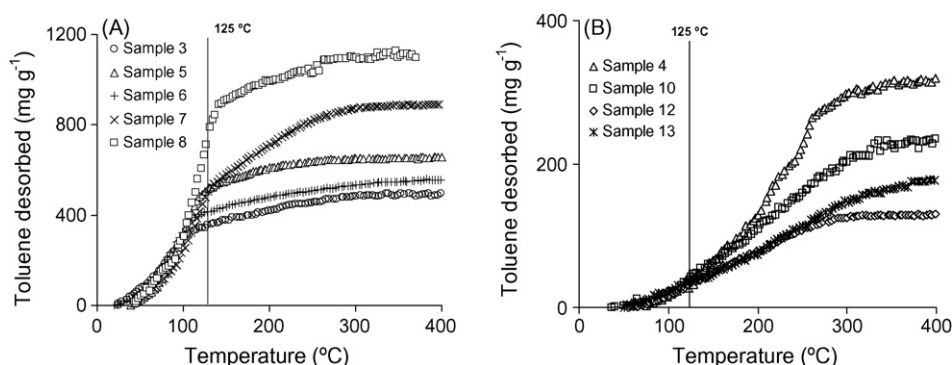 (A)
125 ºC
Toluene desorbed (mg g⁻¹)
1200
800
400
0
Sample 3
Sample 5
Sample 6
Sample 7
Sample 8
0 100 200 300 400
Temperature (ºC)
(B)
125 ºC
Toluene desorbed (mg g⁻¹)
400
200
0
Sample 4
Sample 10
Sample 12
Sample 13
0 100 200 300 400
Temperature (ºC)